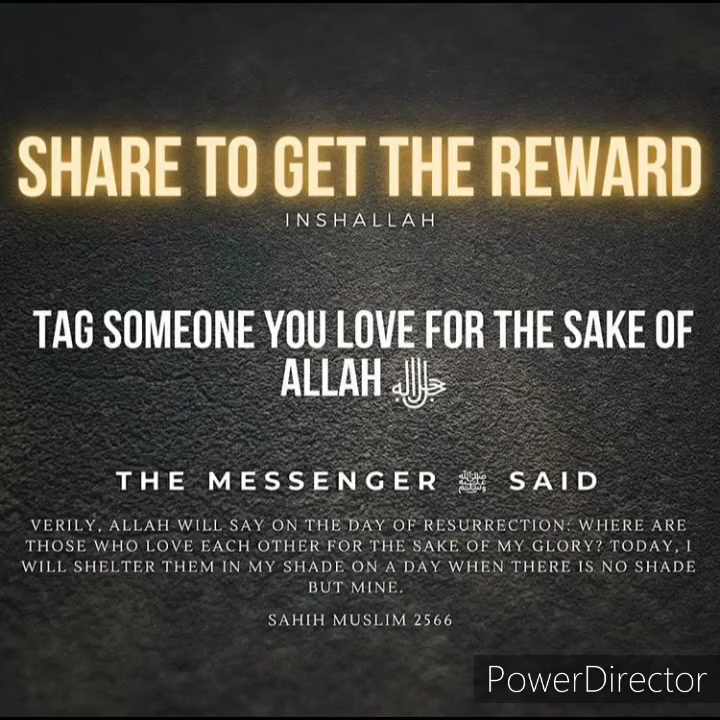 SHARE TO GET THE REWARD
INSHALLAH
TAG SOMEONE YOU LOVE FOR THE SAKE OF
ALLAH ﷻ
THE MESSENGER ﷺ SAID
VERILY, ALLAH WILL SAY ON THE DAY OF RESURRECTION: WHERE ARE
THOSE WHO LOVE EACH OTHER FOR THE SAKE OF MY GLORY? TODAY, I
WILL SHELTER THEM IN MY SHADE ON A DAY WHEN THERE IS NO SHADE
BUT MINE.
SAHIH MUSLIM 2566
PowerDirector